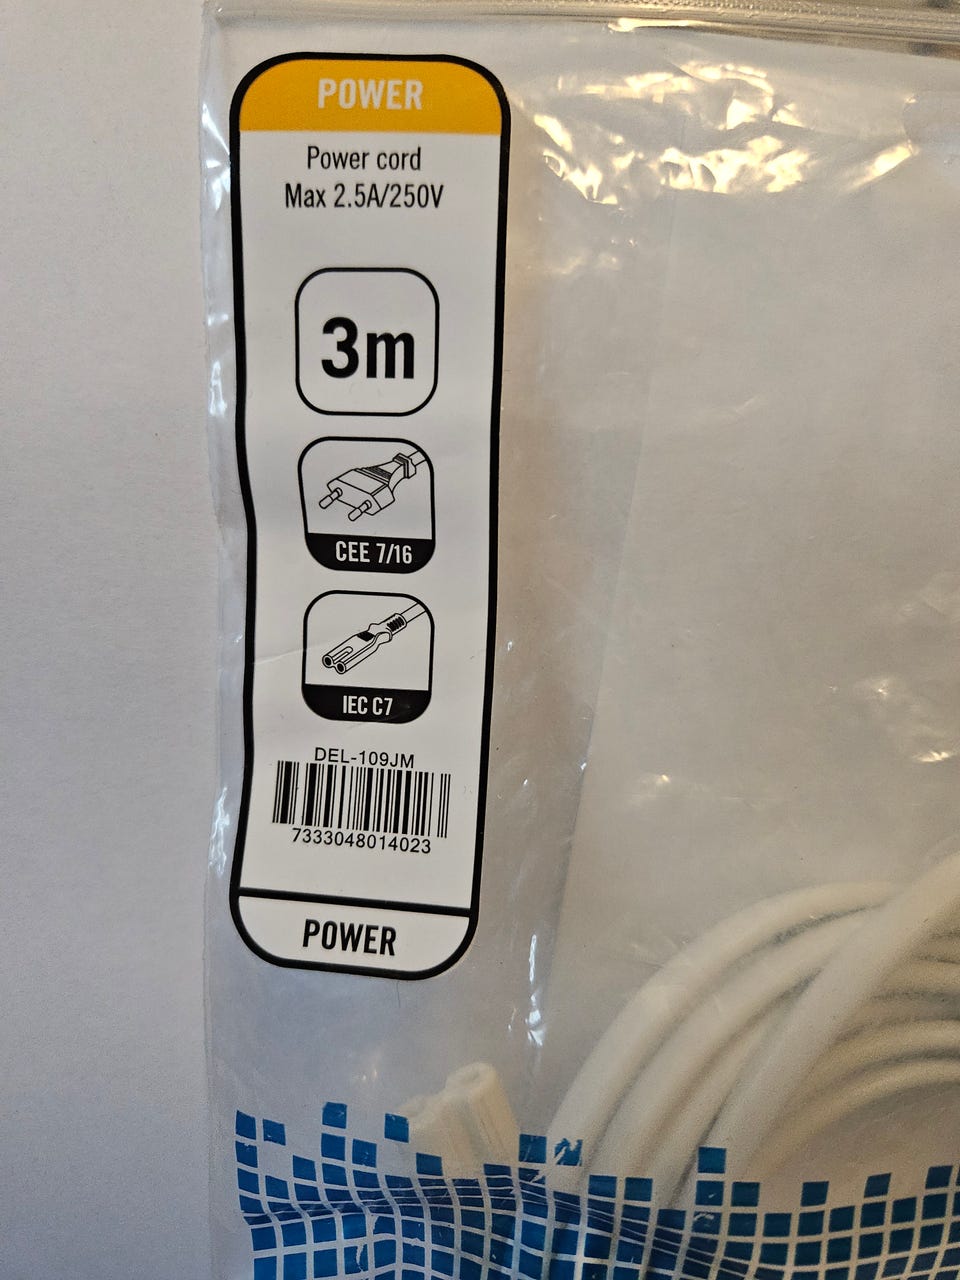 POWER
Power cord
Max 2.5A/250V
3m
CEE 7/16
IEC C7
DEL-109JM
7333048014023
POWER